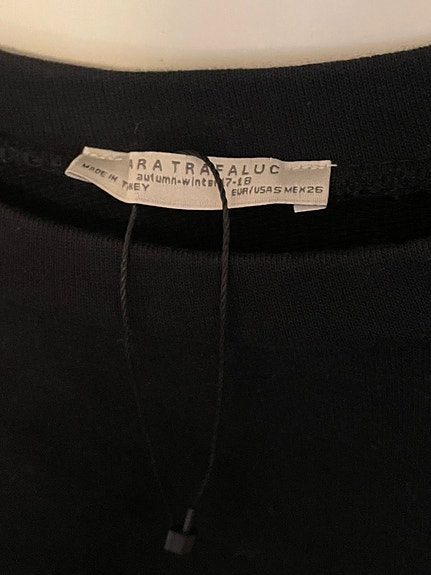 ARA TRAFALUC
MADE IN
autumn-winter 17-18
EUR/USA S MEX 26